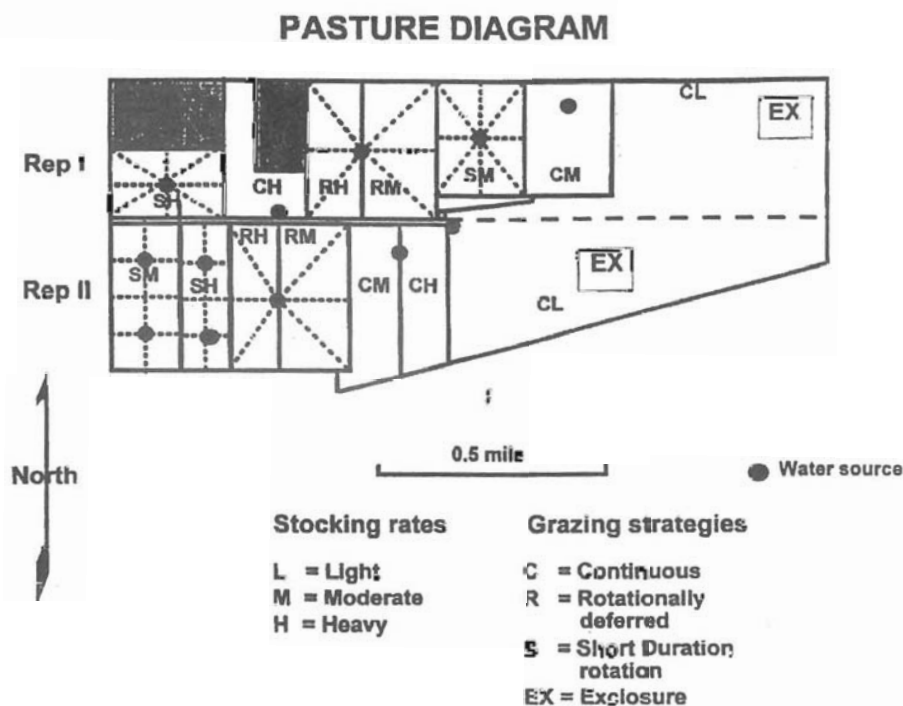 PASTURE DIAGRAM
CL
EX
Rep I
SM
CM
CH
RH
RM
SH
RH
RM
SM
SH
EX
Rep II
CM
CH
CL
0.5 mile
North
Water source
Stocking rates
Grazing strategies
L = Light
C = Continuous
M = Moderate
R = Rotationally
H = Heavy
deferred
S = Short Duration
rotation
EX = Exclosure